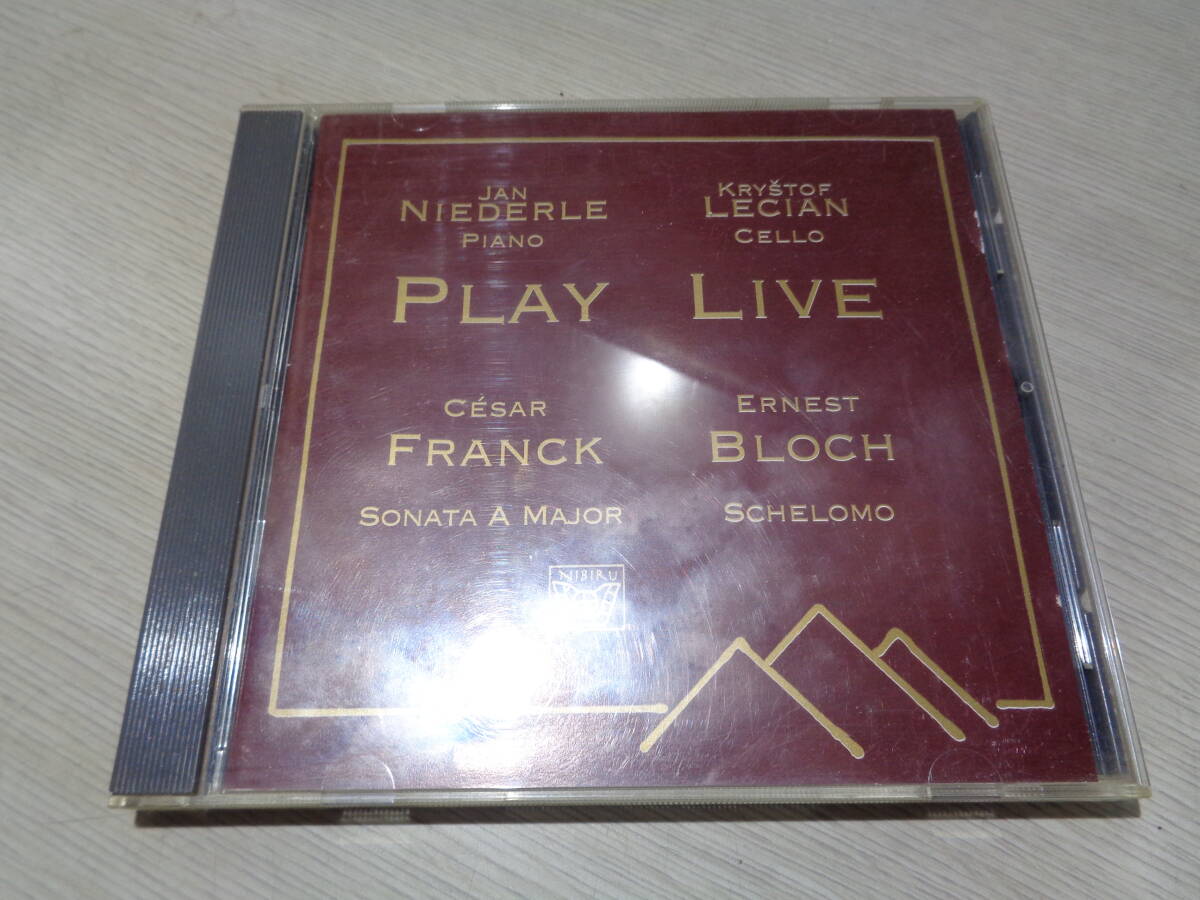 JAN
NIEDERLE
PIANO
KRYŠTOF
LECIAN
CELLO
PLAY LIVE
CÉSAR
FRANCK
SONATA A MAJOR
ERNEST
BLOCH
SCHELOMO
NIBIRU